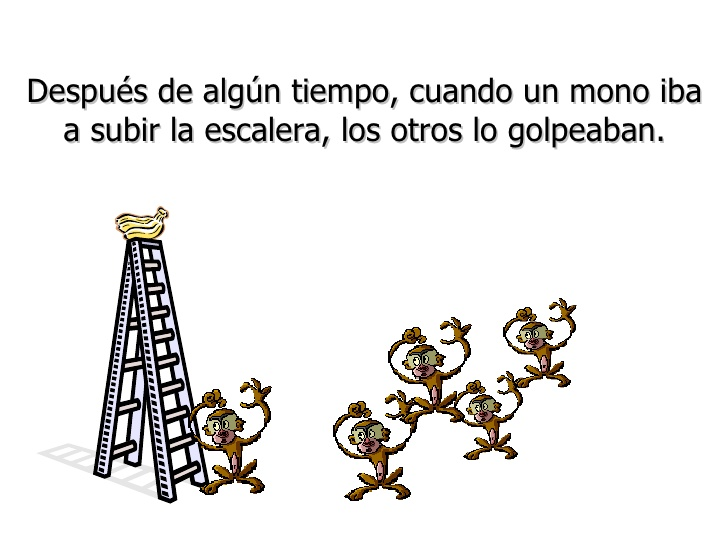 Después de algún tiempo, cuando un mono iba
a subir la escalera, los otros lo golpeaban.